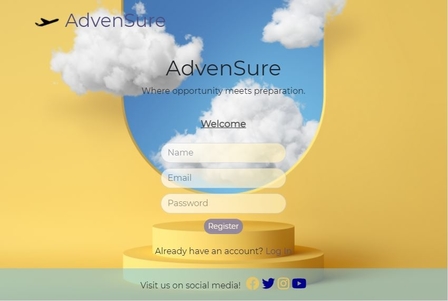 AdvenSure
AdvenSure
Where opportunity meets preparation.
Welcome
Name
Email
Password
Register
Already have an account? Log in
Visit us on social media!